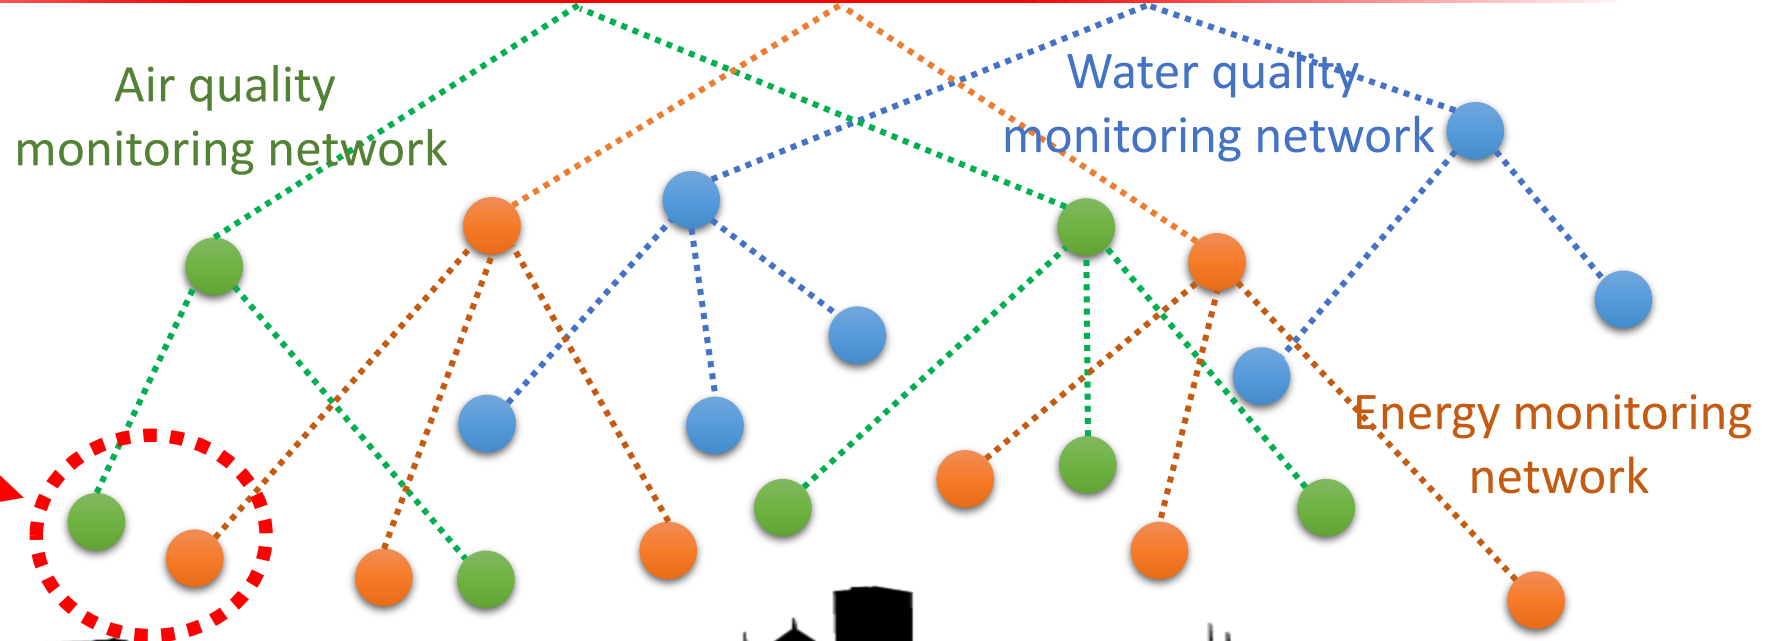 Air quality
monitoring network
Water quality
monitoring network
Energy monitoring
network